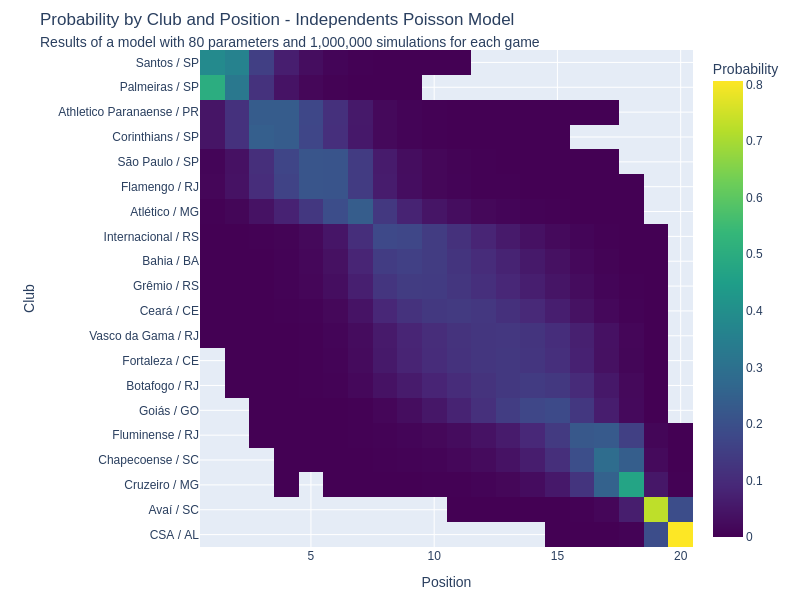 Probability by Club and Position - Independents Poisson Model
Results of a model with 80 parameters and 1,000,000 simulations for each game
Santos / SP
Palmeiras / SP
Athletico Paranaense / PR
Corinthians / SP
São Paulo / SP
Flamengo / RJ
Atlético / MG
Internacional / RS
Bahia / BA
Grêmio / RS
Ceará / CE
Vasco da Gama / RJ
Fortaleza / CE
Botafogo / RJ
Goiás / GO
Fluminense / RJ
Chapecoense / SC
Cruzeiro / MG
Avaí / SC
CSA / AL
Club
5
10
15
20
Position
Probability
0.8
0.7
0.6
0.5
0.4
0.3
0.2
0.1
0